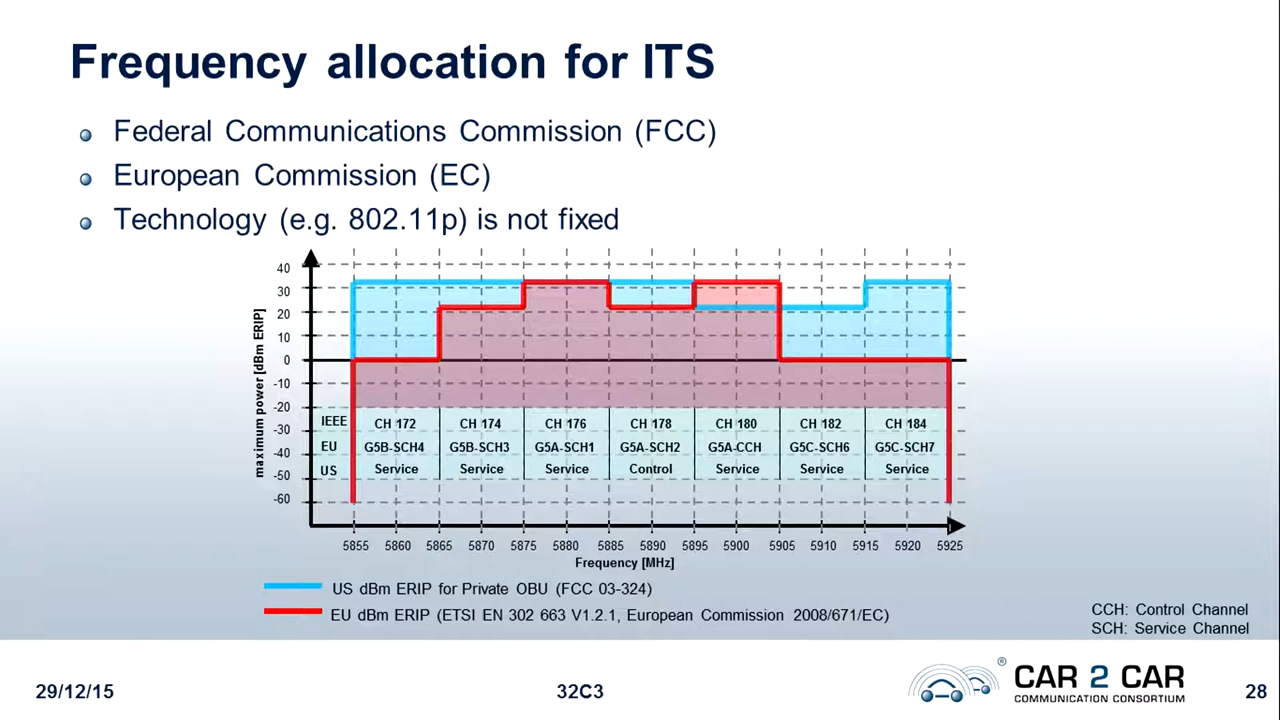 Frequency allocation for ITS
Federal Communications Commission (FCC)
European Commission (EC)
Technology (e.g. 802.11p) is not fixed
maximum power [dBm ERIP]
40
30
20
10
0
-10
-20
-30
-40
-50
-60
IEEE CH 172 CH 174 CH 176 CH 178 CH 180 CH 182 CH 184
EU G5B-SCH4 G5B-SCH3 G5A-SCH1 G5A-SCH2 G5A-CCH G5C-SCH6 G5C-SCH7
US Service Service Service Control Service Service Service
5855 5860 5865 5870 5875 5880 5885 5890 5895 5900 5905 5910 5915 5920 5925
Frequency [MHz]
US dBm ERIP for Private OBU (FCC 03-324)
EU dBm ERIP (ETSI EN 302 663 V1.2.1, European Commission 2008/671/EC)
CCH: Control Channel
SCH: Service Channel
29/12/15
32C3
® CAR 2 CAR
COMMUNICATION CONSORTIUM
28